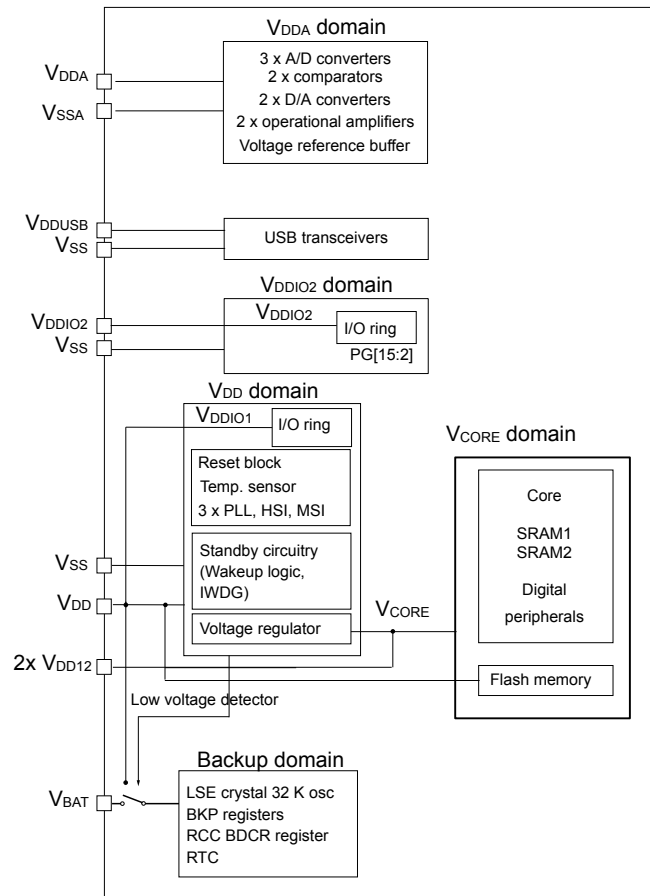 VDDA domain
VDDA
VSSA
3 x A/D converters
2 x comparators
2 x D/A converters
2 x operational amplifiers
Voltage reference buffer
VDDUSB
VSS
USB transceivers
VDDIO2 domain
VDDIO2
VSS
VDDIO2
I/O ring
PG[15:2]
VDD domain
VDDIO1
I/O ring
Reset block
Temp. sensor
3 x PLL, HSI, MSI
VSS
VDD
Standby circuitry
(Wakeup logic,
IWDG)
Voltage regulator
VCORE
2x VDD12
Low voltage detector
VCORE domain
Core
SRAM1
SRAM2
Digital
peripherals
Flash memory
Backup domain
VBAT
LSE crystal 32 K osc
BKP registers
RCC BDCR register
RTC